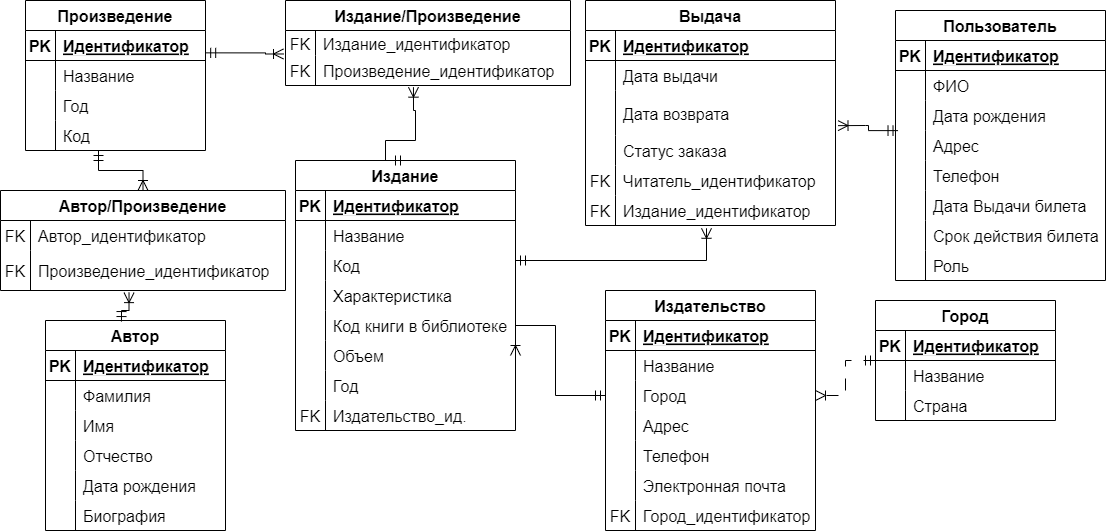 Произведение
PK Идентификатор
Название
Год
Код
Издание/Произведение
FK Издание_идентификатор
FK Произведение_идентификатор
Выдача
PK Идентификатор
Дата выдачи
Дата возврата
Статус заказа
FK Читатель_идентификатор
FK Издание_идентификатор
Пользователь
PK Идентификатор
ФИО
Дата рождения
Адрес
Телефон
Дата Выдачи билета
Срок действия билета
Роль
Автор/Произведение
FK Автор_идентификатор
FK Произведение_идентификатор
Издание
PK Идентификатор
Название
Код
Характеристика
Код книги в библиотеке
Объем
Год
FK Издательство_ид.
Автор
PK Идентификатор
Фамилия
Имя
Отчество
Дата рождения
Биография
Издательство
PK Идентификатор
Название
Город
Адрес
Телефон
Электронная почта
FK Город_идентификатор
Город
PK Идентификатор
Название
Страна